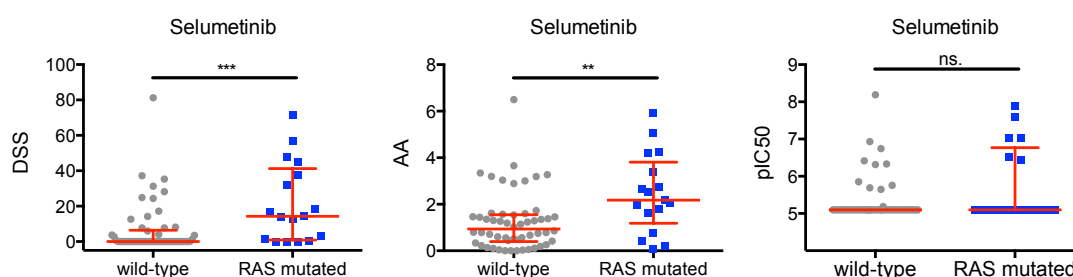 Selumetinib
***
DSS
100
80
60
40
20
0
wild-type RAS mutated
Selumetinib
**
AA
8
6
4
2
0
wild-type RAS mutated
Selumetinib
ns.
pIC50
9
8
7
6
5
wild-type RAS mutated